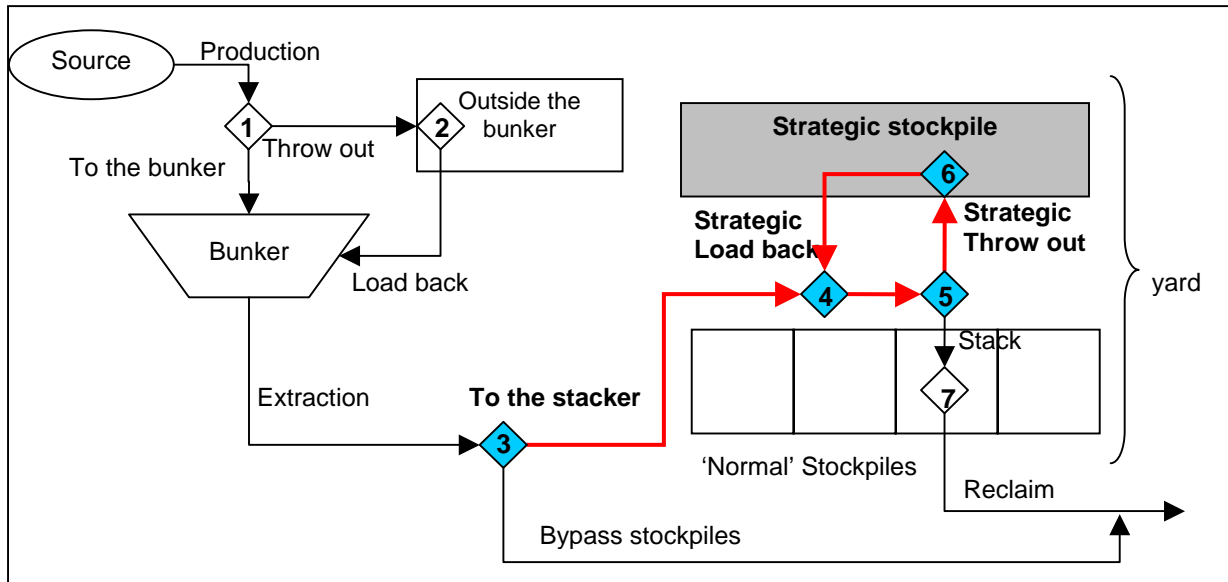 Source
Production
1
Throw out
2
Outside the
bunker
To the bunker
Bunker
Load back
Extraction
3
To the stacker
Bypass stockpiles
Strategic stockpile
6
Strategic
Load back
Strategic
Throw out
4
5
Stack
7
‘Normal’ Stockpiles
Reclaim
yard